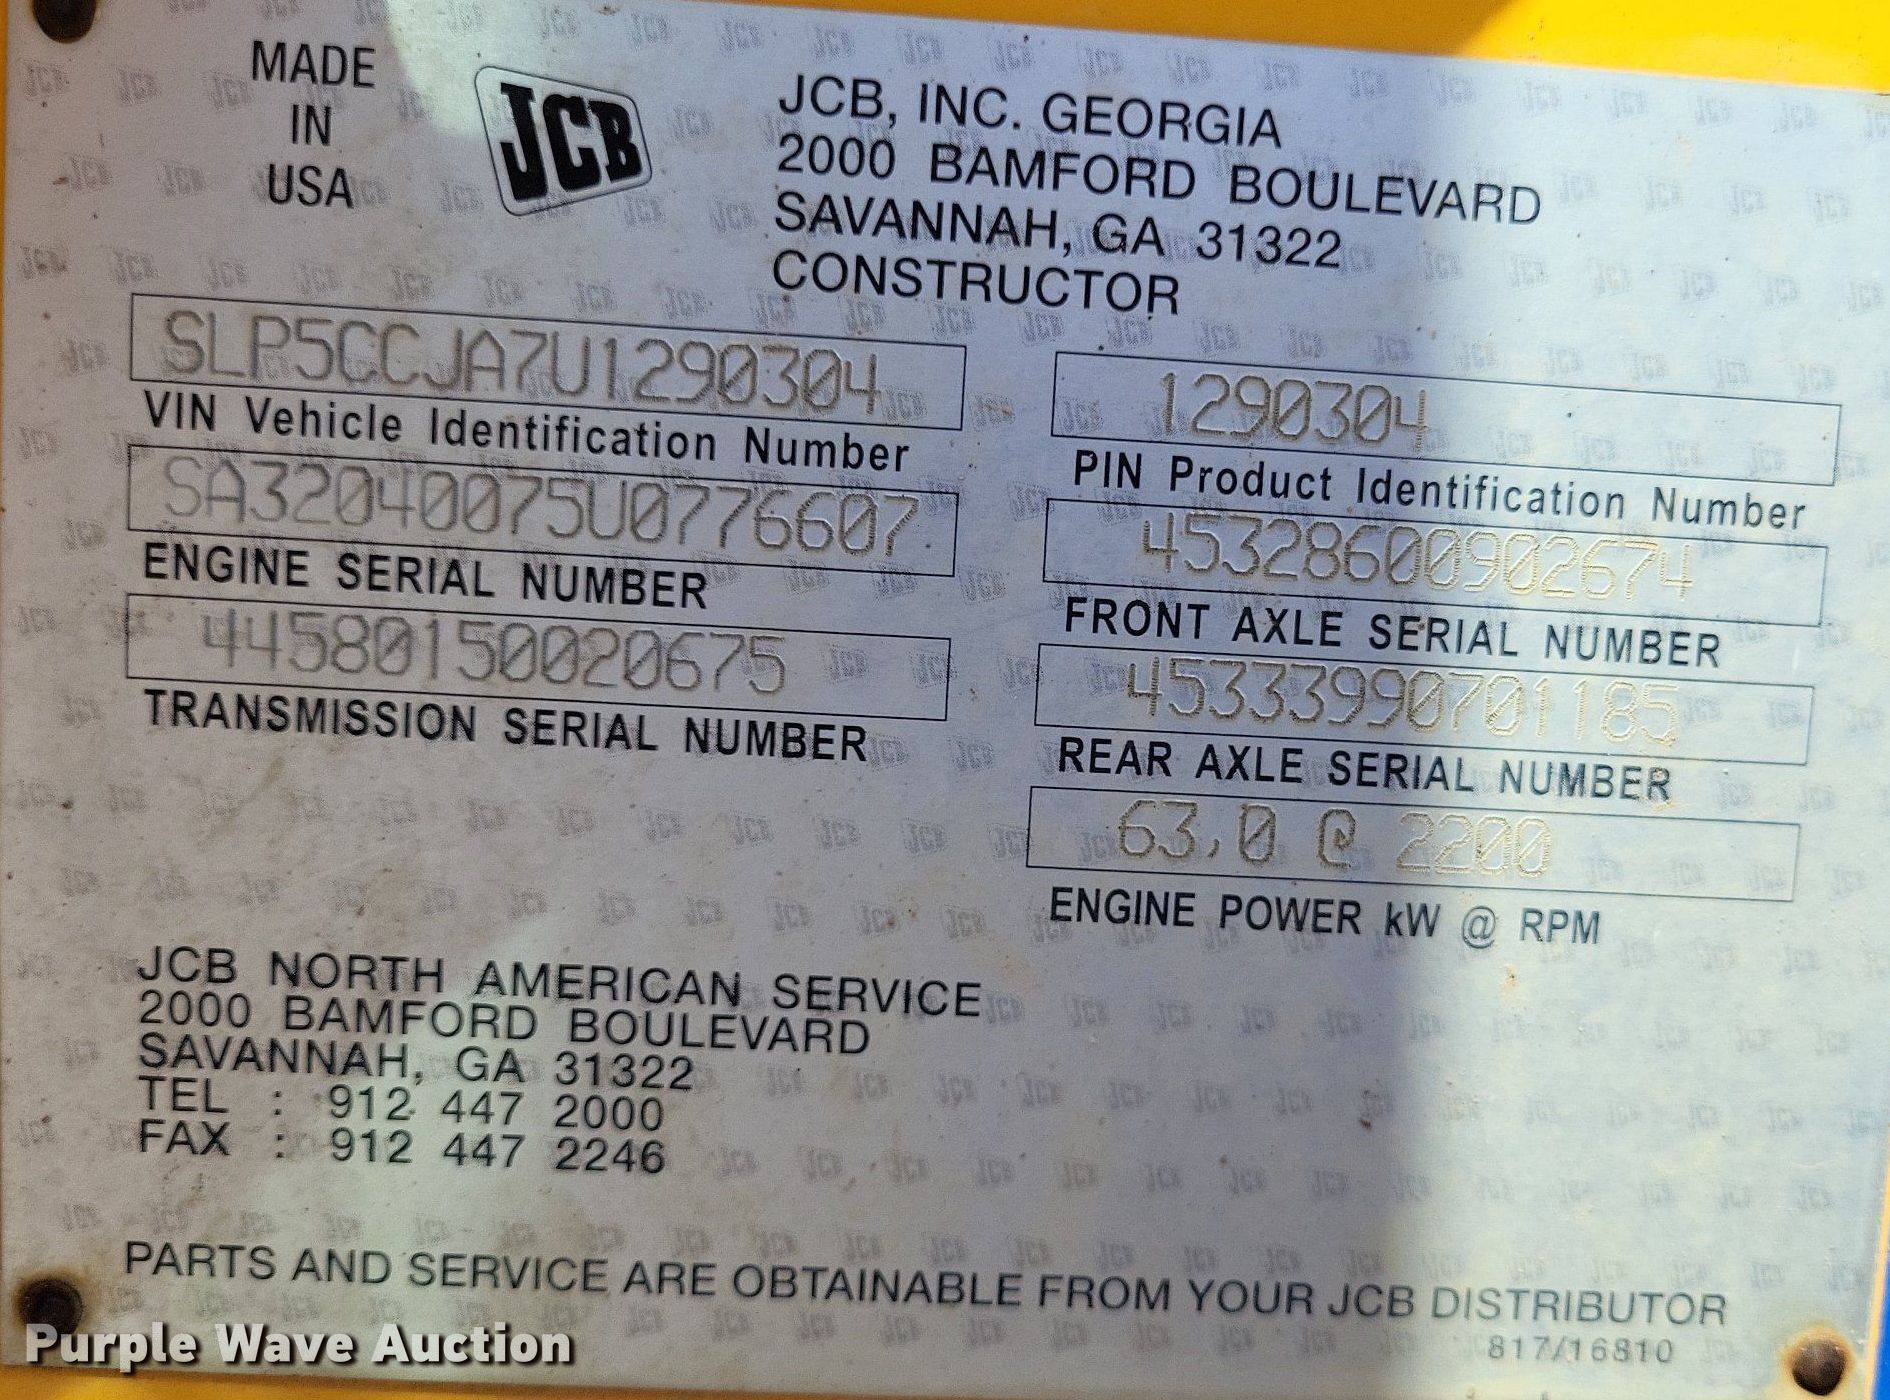 MADE
IN
USA
JCB
JCB, INC. GEORGIA
2000 BAMFORD BOULEVARD
SAVANNAH, GA 31322
CONSTRUCTOR
SLP5CCJA7U1290304
VIN Vehicle Identification Number
1290304
PIN Product Identification Number
SA32040075U0776607
ENGINE SERIAL NUMBER
45328600902674
FRONT AXLE SERIAL NUMBER
44580150020675
TRANSMISSION SERIAL NUMBER
45333990701185
REAR AXLE SERIAL NUMBER
63,0 @ 2200
ENGINE POWER kW @ RPM
JCB NORTH AMERICAN SERVICE
2000 BAMFORD BOULEVARD
SAVANNAH, GA 31322
TEL : 912 447 2000
FAX : 912 447 2246
PARTS AND SERVICE ARE OBTAINABLE FROM YOUR JCB DISTRIBUTOR
817/16810
Purple Wave Auction